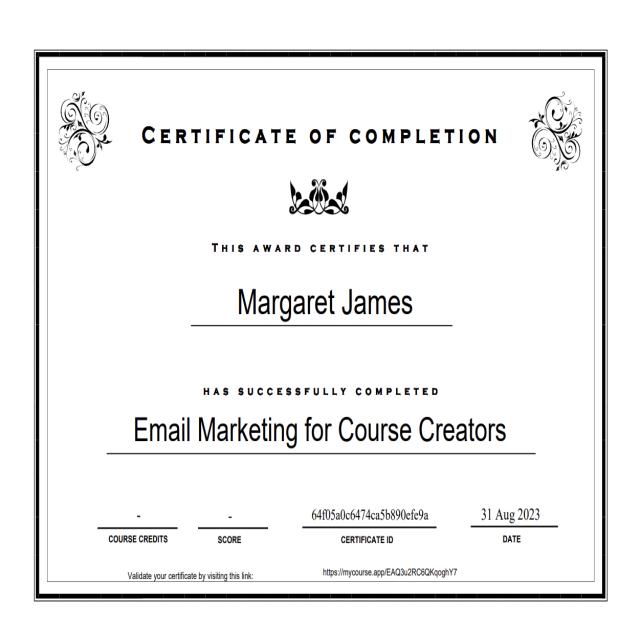 CERTIFICATE OF COMPLETION
THIS AWARD CERTIFIES THAT
Margaret James
HAS SUCCESSFULLY COMPLETED
Email Marketing for Course Creators
- - 64f05a0c6474ca5b890efe9a 31 Aug 2023
COURSE CREDITS SCORE CERTIFICATE ID DATE
Validate your certificate by visiting this link: https://mycourse.app/EAQ3u2RC6QKqoghY7